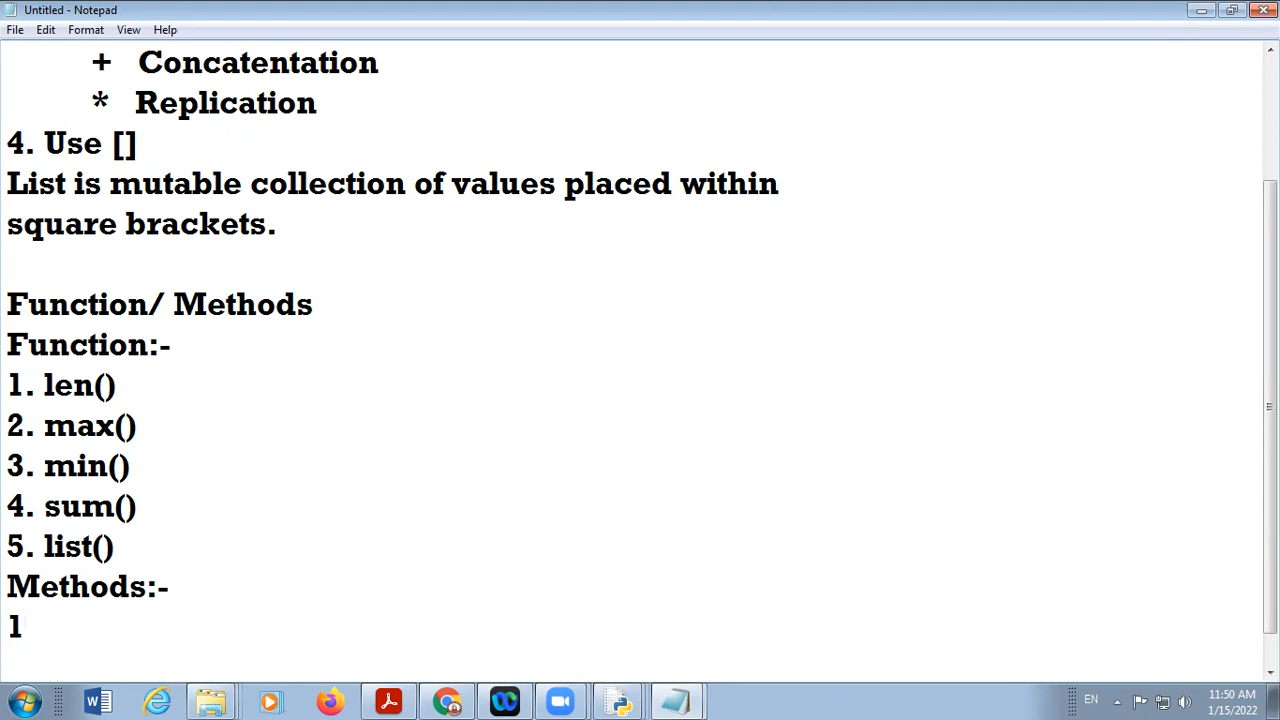 Untitled - Notepad
File Edit Format View Help
+ Concatentation
* Replication
4. Use []
List is mutable collection of values placed within
square brackets.
Function/ Methods
Function:-
1. len()
2. max()
3. min()
4. sum()
5. list()
Methods:-
1
EN
11:50 AM
1/15/2022